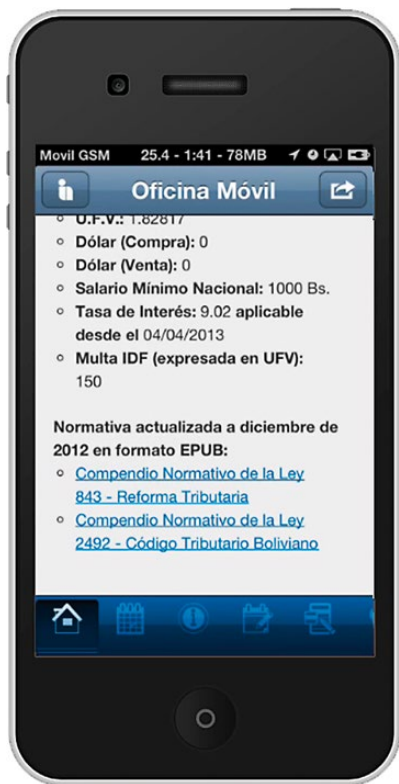 Movil GSM 25.4 - 1:41 - 78MB
Oficina Móvil
U.F.V.: 1.82817
Dólar (Compra): 0
Dólar (Venta): 0
Salario Mínimo Nacional: 1000 Bs.
Tasa de Interés: 9.02 aplicable
desde el 04/04/2013
Multa IDF (expresada en UFV):
150
Normativa actualizada a diciembre de
2012 en formato EPUB:
Compendio Normativo de la Ley
843 - Reforma Tributaria
Compendio Normativo de la Ley
2492 - Código Tributario Boliviano